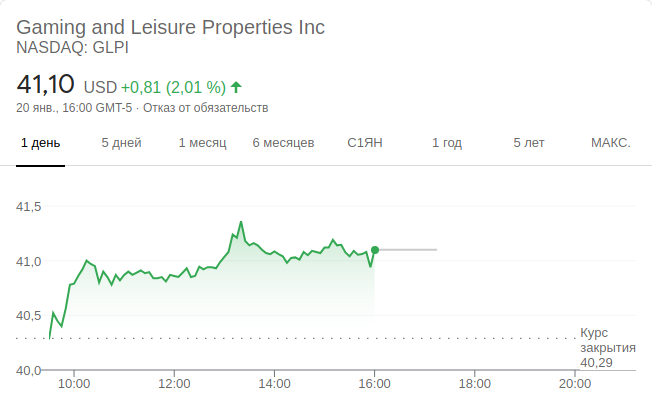 Gaming and Leisure Properties Inc
NASDAQ: GLPI
41,10 USD +0,81 (2,01 %)
20 янв., 16:00 GMT-5 · Отказ от обязательств
1 день 5 дней 1 месяц 6 месяцев С1ЯН 1 год 5 лет МАКС.
41,5
41,0
40,5
40,0
Курс
закрытия
40,29
10:00 12:00 14:00 16:00 18:00 20:00